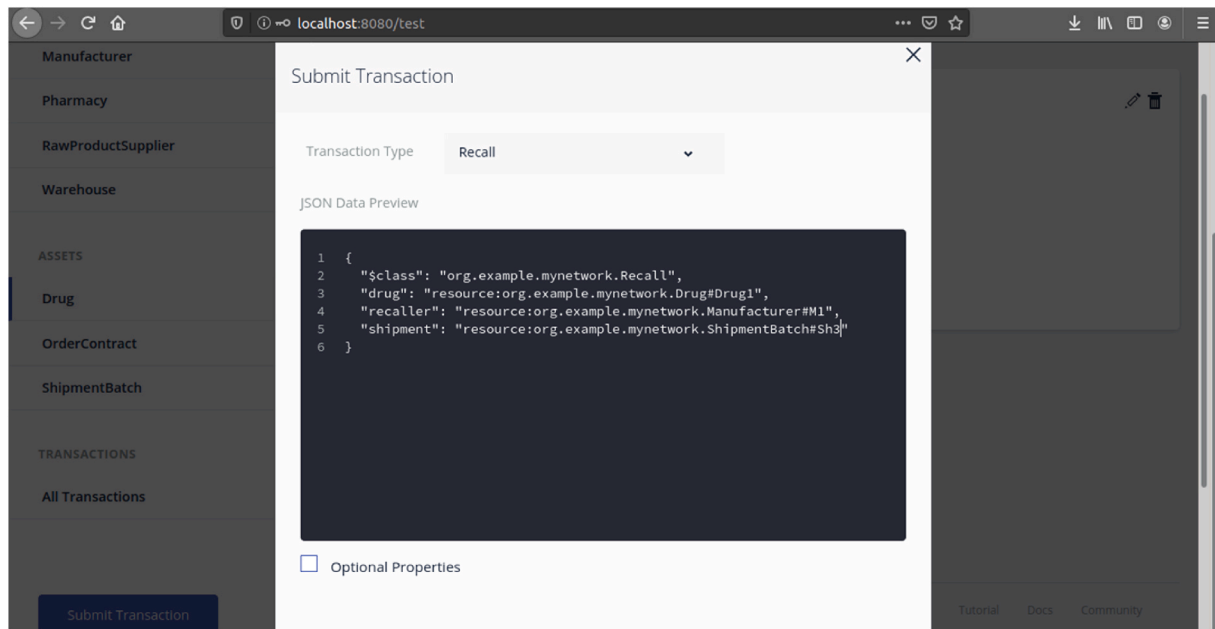 localhost:8080/test
Manufacturer
Pharmacy
RawProductSupplier
Warehouse
ASSETS
Drug
OrderContract
ShipmentBatch
TRANSACTIONS
All Transactions
Submit Transaction
Submit Transaction
Transaction Type
Recall
JSON Data Preview
1 {
2 "$class": "org.example.mynetwork.Recall",
3 "drug": "resource:org.example.mynetwork.Drug#Drug1",
4 "recaller": "resource:org.example.mynetwork.Manufacturer#M1",
5 "shipment": "resource:org.example.mynetwork.ShipmentBatch#Sh3"
6 }
Optional Properties
Tutorial Docs Community